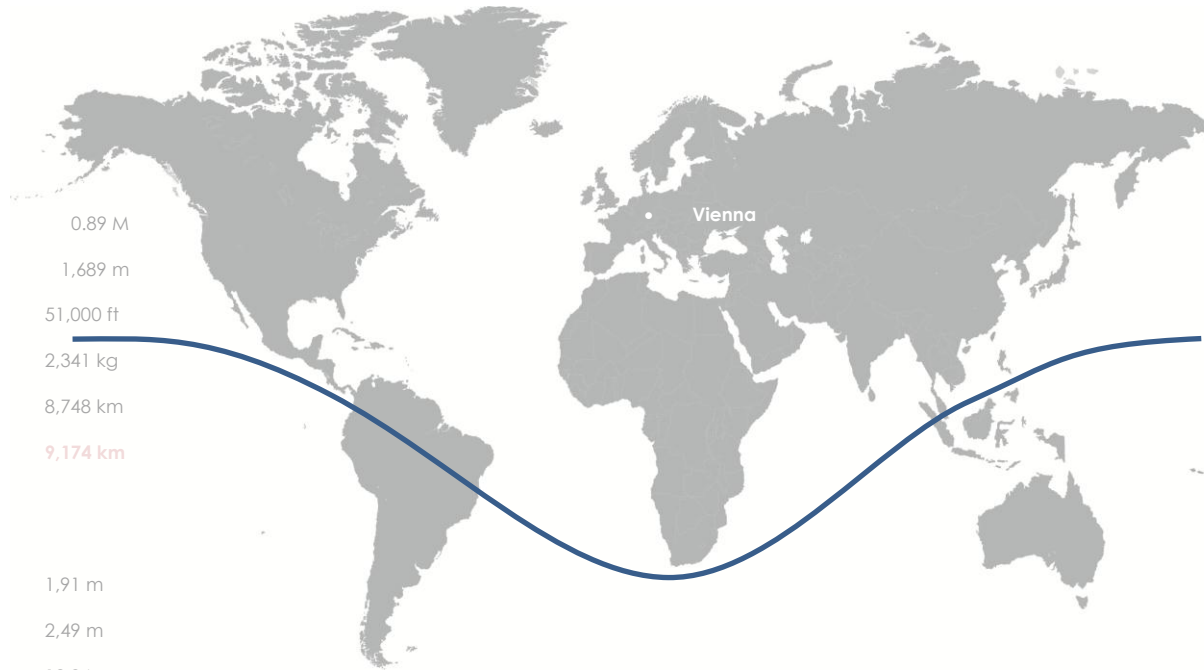 Vienna
0.89 M
1,689 m
51,000 ft
2,341 kg
8,748 km
9,174 km
1,91 m
2,49 m